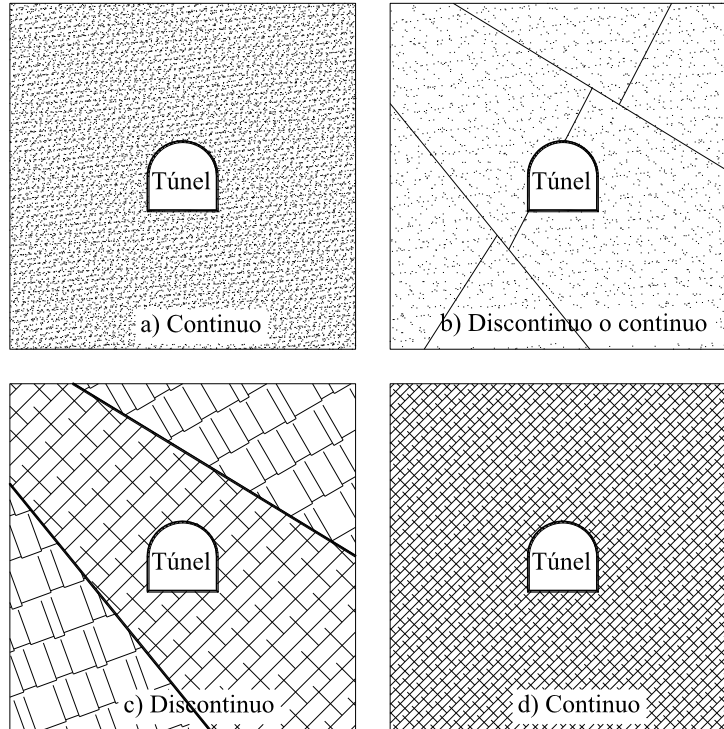 Túnel
a) Continuo
Túnel
b) Discontinuo o continuo
Túnel
c) Discontinuo
Túnel
d) Continuo